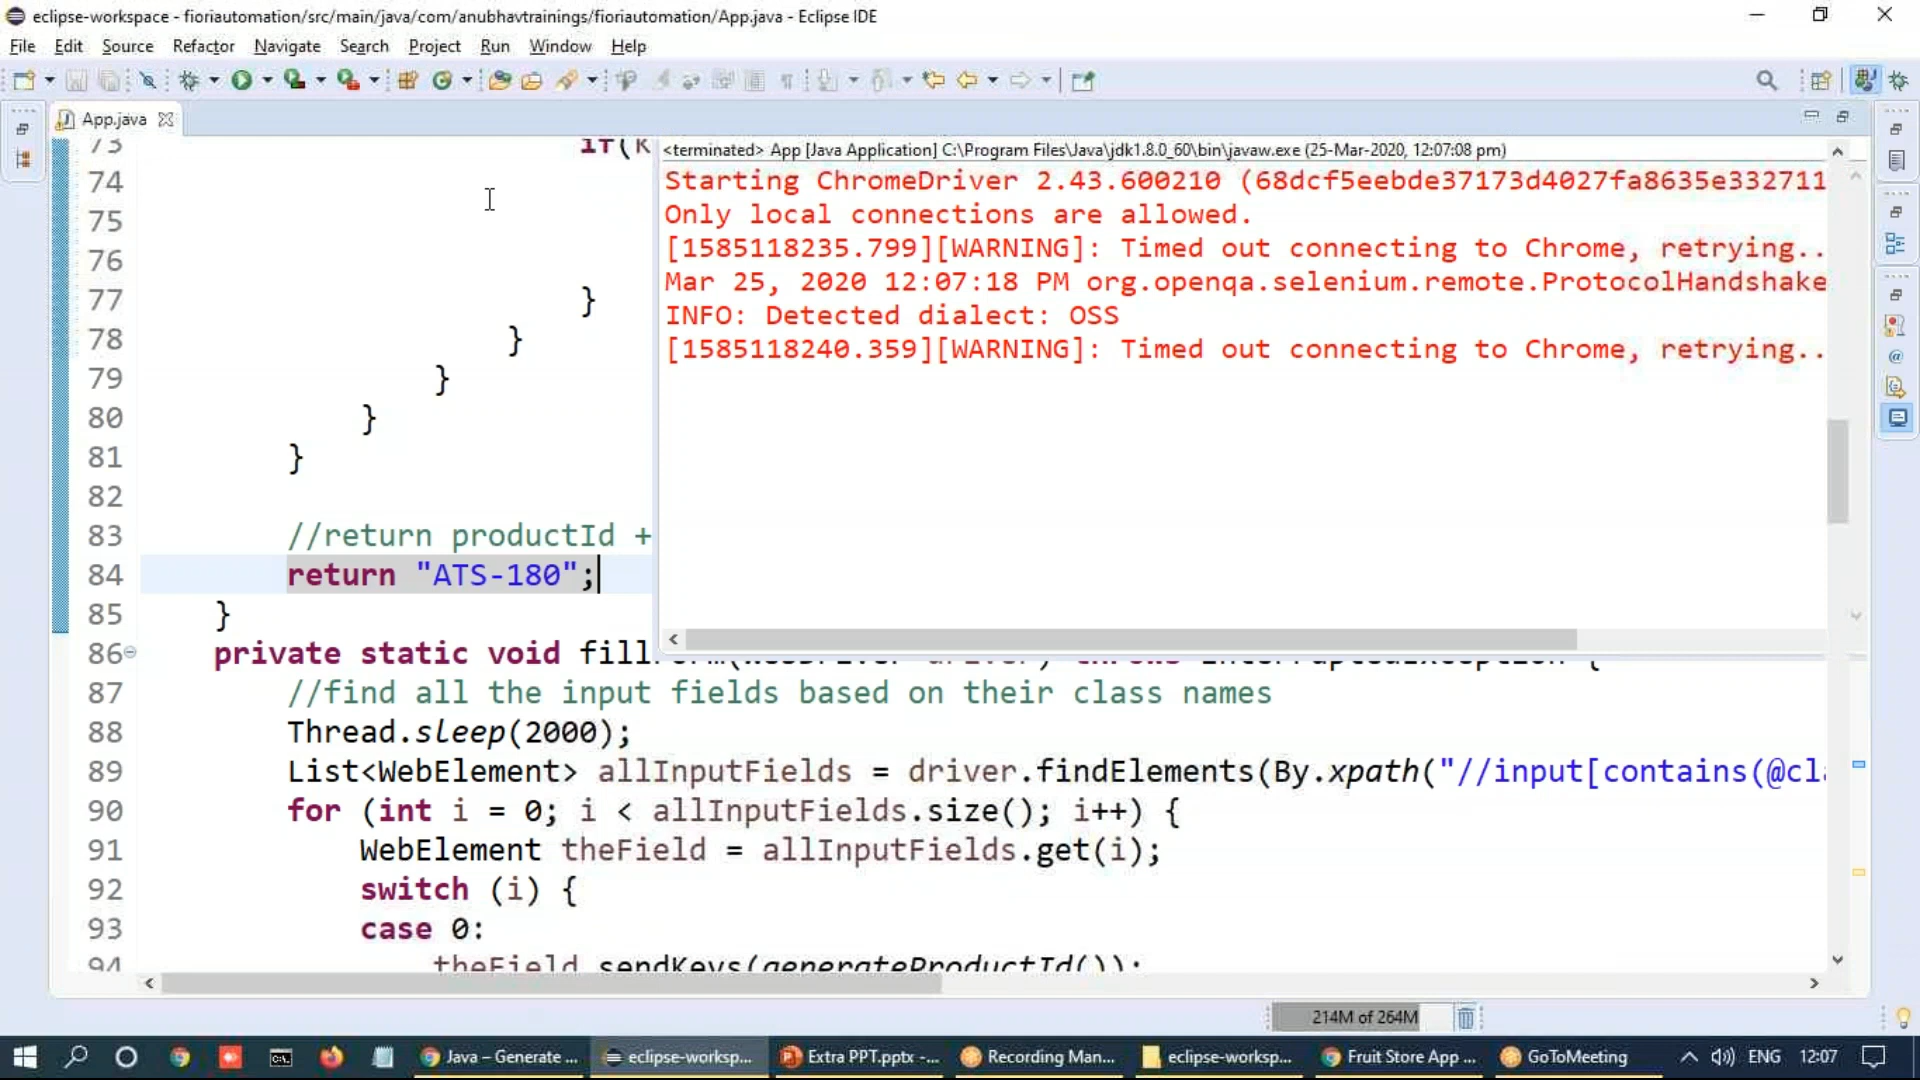 eclipse-workspace - fioriautomation/src/main/java/com/anubhavtrainings/fioriautomation/App.java - Eclipse IDE
File Edit Source Refactor Navigate Search Project Run Window Help
App.java
<terminated> App [Java Application] C:\Program Files\Java\jdk1.8.0_60\bin\javaw.exe (25-Mar-2020, 12:07:08 pm)
Starting ChromeDriver 2.43.600210 (68dcf5eebde37173d4027fa8635e332711
Only local connections are allowed.
[1585118235.799][WARNING]: Timed out connecting to Chrome, retrying..
Mar 25, 2020 12:07:18 PM org.openqa.selenium.remote.ProtocolHandshake
INFO: Detected dialect: OSS
[1585118240.359][WARNING]: Timed out connecting to Chrome, retrying..
73 if(k
74
75
76
77 }
78 }
79 }
80 }
81 }
82
83 //return productId +
84 return "ATS-180";
85 }
86 private static void fill
87 //find all the input fields based on their class names
88 Thread.sleep(2000);
89 List<WebElement> allInputFields = driver.findElements(By.xpath("//input[contains(@cl
90 for (int i = 0; i < allInputFields.size(); i++) {
91 WebElement theField = allInputFields.get(i);
92 switch (i) {
93 case 0:
94 theField.sendKeys(generateProductId());
214M of 264M
Java – Generate ... eclipse-worksp... Extra PPT.pptx -... Recording Man... eclipse-worksp... Fruit Store App ... GoToMeeting ENG 12:07